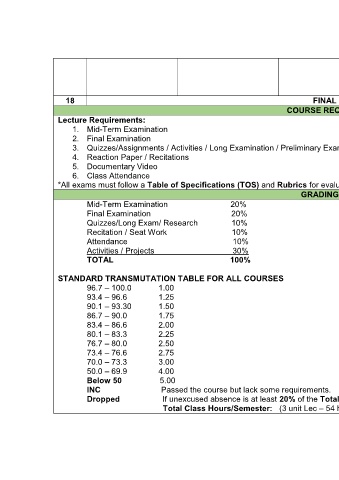 18 FINAL
COURSE REQ
Lecture Requirements:
1. Mid-Term Examination
2. Final Examination
3. Quizzes/Assignments / Activities / Long Examination / Preliminary Exar
4. Reaction Paper / Recitations
5. Documentary Video
6. Class Attendance
*All exams must follow a Table of Specifications (TOS) and Rubrics for evalu
GRADING
Mid-Term Examination 20%
Final Examination 20%
Quizzes/Long Exam/ Research 10%
Recitation / Seat Work 10%
Attendance 10%
Activities / Projects 30%
TOTAL 100%
STANDARD TRANSMUTATION TABLE FOR ALL COURSES
96.7 – 100.0 1.00
93.4 – 96.6 1.25
90.1 – 93.30 1.50
86.7 – 90.0 1.75
83.4 – 86.6 2.00
80.1 – 83.3 2.25
76.7 – 80.0 2.50
73.4 – 76.6 2.75
70.0 – 73.3 3.00
50.0 – 69.9 4.00
Below 50 5.00
INC Passed the course but lack some requirements.
Dropped If unexcused absence is at least 20% of the Total
Total Class Hours/Semester: (3 unit Lec – 54 h